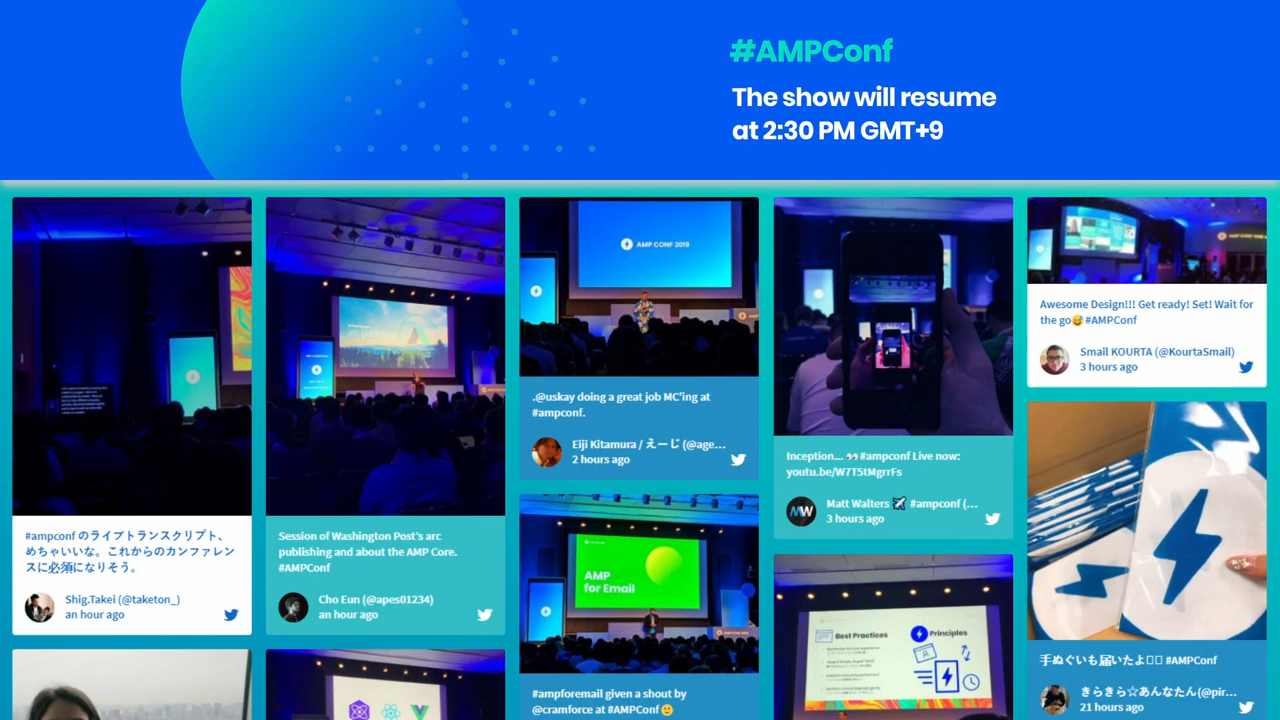 #AMPConf
The show will resume
at 2:30 PM GMT+9
#ampconf のライブトランスクリプト、
めちゃいいな。これからのカンファレン
スに必須になりそう。
Shig.Takei (@taketon_)
an hour ago
Session of Washington Post's arc
publishing and about the AMP Core.
#AMPConf
Cho Eun (@apes01234)
an hour ago
AMP CONF 2019
.@uskay doing a great job MC'ing at
#ampconf.
Eiji Kitamura / えーじ (@age...
2 hours ago
AMP
for Email
#ampforemail given a shout by
@cramforce at #AMPConf🙂
Inception... 👀 #ampconf Live now:
youtu.be/W7T5tMgrrFs
MW
Matt Walters ✈️ #ampconf (...
3 hours ago
Best Practices
Principles
Awesome Design!!! Get ready! Set! Wait for
the go😅#AMPConf
Smail KOURTA (@KourtaSmail)
3 hours ago
手ぬぐいも届いたよ▯▯ #AMPConf
きらきら☆あんなたん(@pir...
21 hours ago